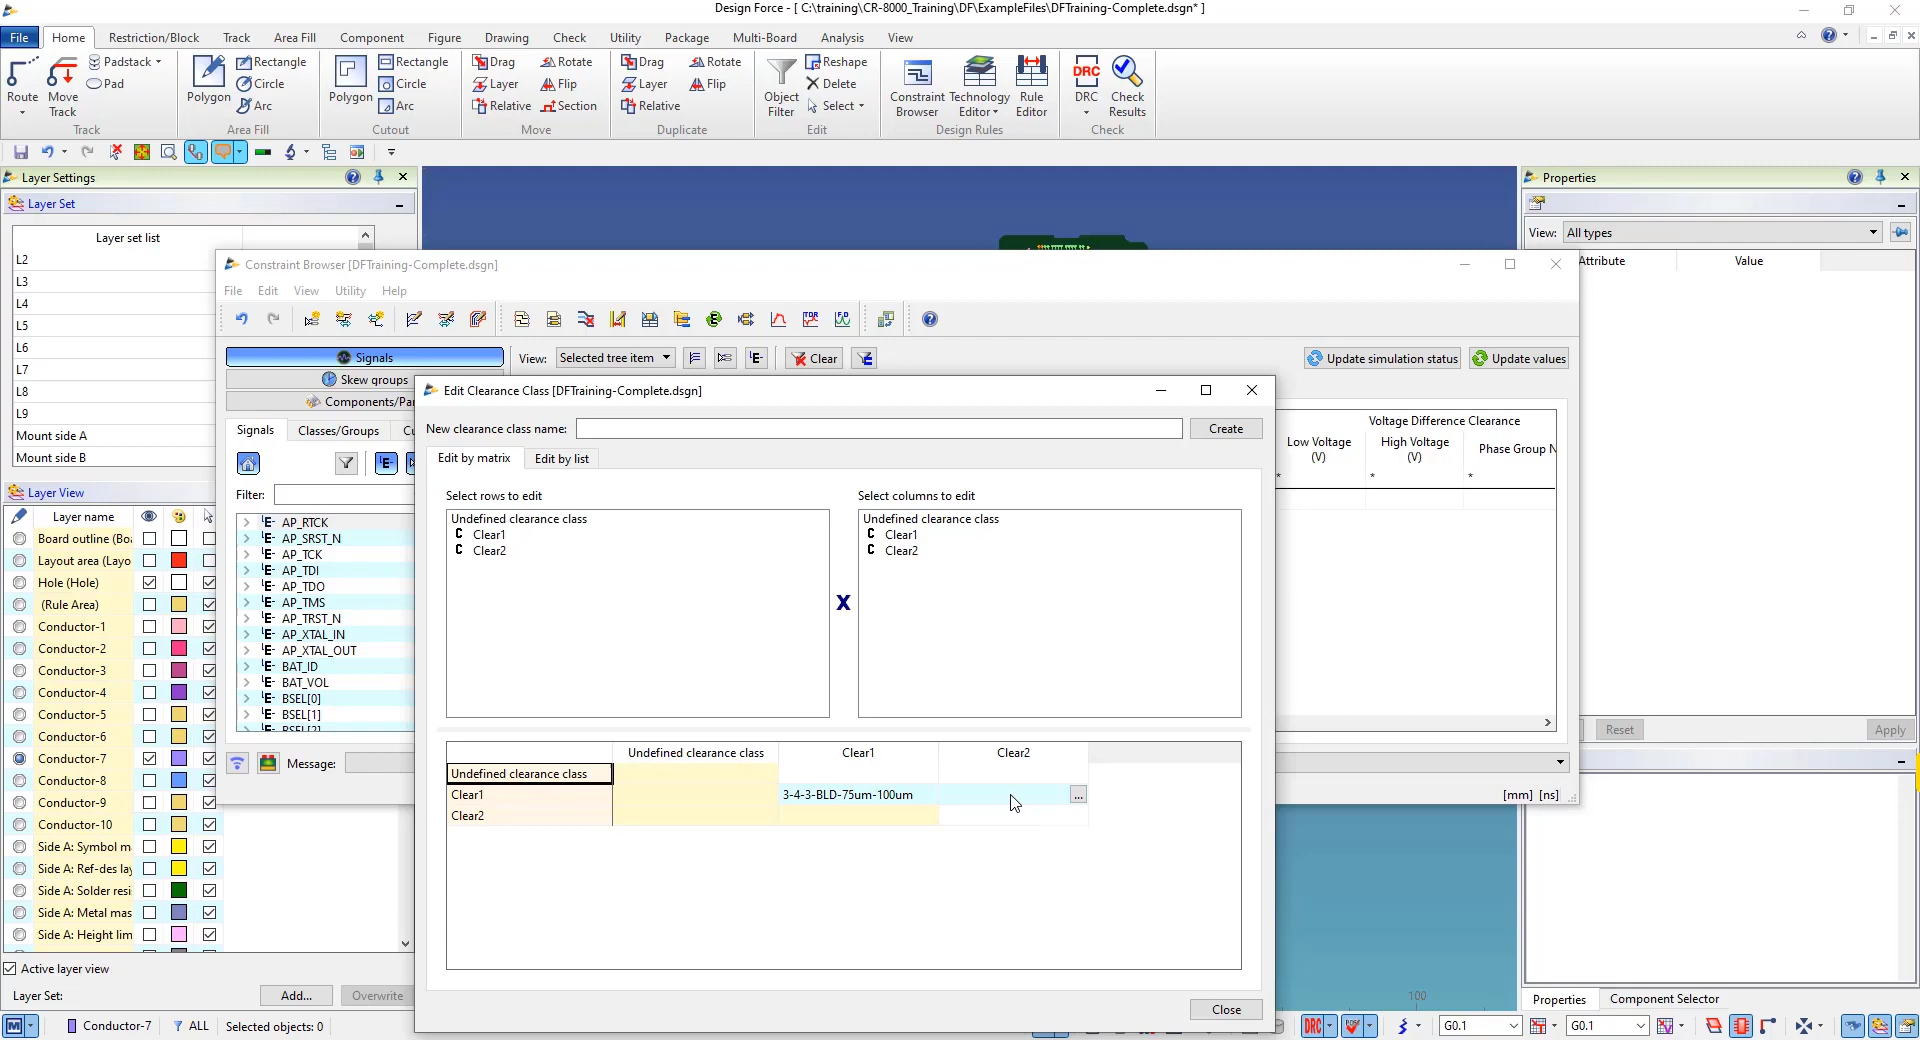 Design Force - [ C:\training\CR-8000_Training\DF\ExampleFiles\DFTraining-Complete.dsgn* ]
File Home Restriction/Block Track Area Fill Component Figure Drawing Check Utility Package Multi-Board Analysis View
Route
Move Track
Padstack
Pad
Track
Polygon
Rectangle
Circle
Arc
Area Fill
Polygon
Rectangle
Circle
Arc
Cutout
Drag Rotate
Layer Flip
Relative Section
Move
Drag Rotate
Layer Flip
Relative
Duplicate
Object Filter
Reshape
Delete
Select
Edit
Constraint Browser
Technology Editor
Rule Editor
Design Rules
DRC
DRC
Check Results
Check
Layer Settings
Layer Set
Layer set list
L2
L3
L4
L5
L6
L7
L8
L9
Mount side A
Mount side B
Layer View
Layer name
Board outline (Boa
Layout area (Layo
Hole (Hole)
(Rule Area)
Conductor-1
Conductor-2
Conductor-3
Conductor-4
Conductor-5
Conductor-6
Conductor-7
Conductor-8
Conductor-9
Conductor-10
Side A: Symbol m
Side A: Ref-des lay
Side A: Solder resi
Side A: Metal mas
Side A: Height lim
Active layer view
Layer Set: Add... Overwrite
M Conductor-7 ALL Selected objects: 0
Constraint Browser [DFTraining-Complete.dsgn]
File Edit View Utility Help
TDR
F,D
Signals
Skew groups
Components/Par
View: Selected tree item
E
Clear
Update simulation status
Update values
Signals Classes/Groups Cu
E
Filter:
E AP_RTCK
E AP_SRST_N
E AP_TCK
E AP_TDI
E AP_TDO
E AP_TMS
E AP_TRST_N
E AP_XTAL_IN
E AP_XTAL_OUT
E BAT_ID
E BAT_VOL
E BSEL[0]
E BSEL[1]
E BSEL[2]
Message:
Voltage Difference Clearance
Low Voltage (V)
High Voltage (V)
Phase Group N
* * *
[mm] [ns]
Edit Clearance Class [DFTraining-Complete.dsgn]
New clearance class name: Create
Edit by matrix Edit by list
Select rows to edit
Undefined clearance class
C Clear1
C Clear2
X
Select columns to edit
Undefined clearance class
C Clear1
C Clear2
Undefined clearance class Clear1 Clear2
Undefined clearance class
Clear1 3-4-3-BLD-75um-100um ...
Clear2
Close
Properties
View: All types
Attribute Value
Reset Apply
Properties Component Selector
100
DRC POSE G0.1 G0.1